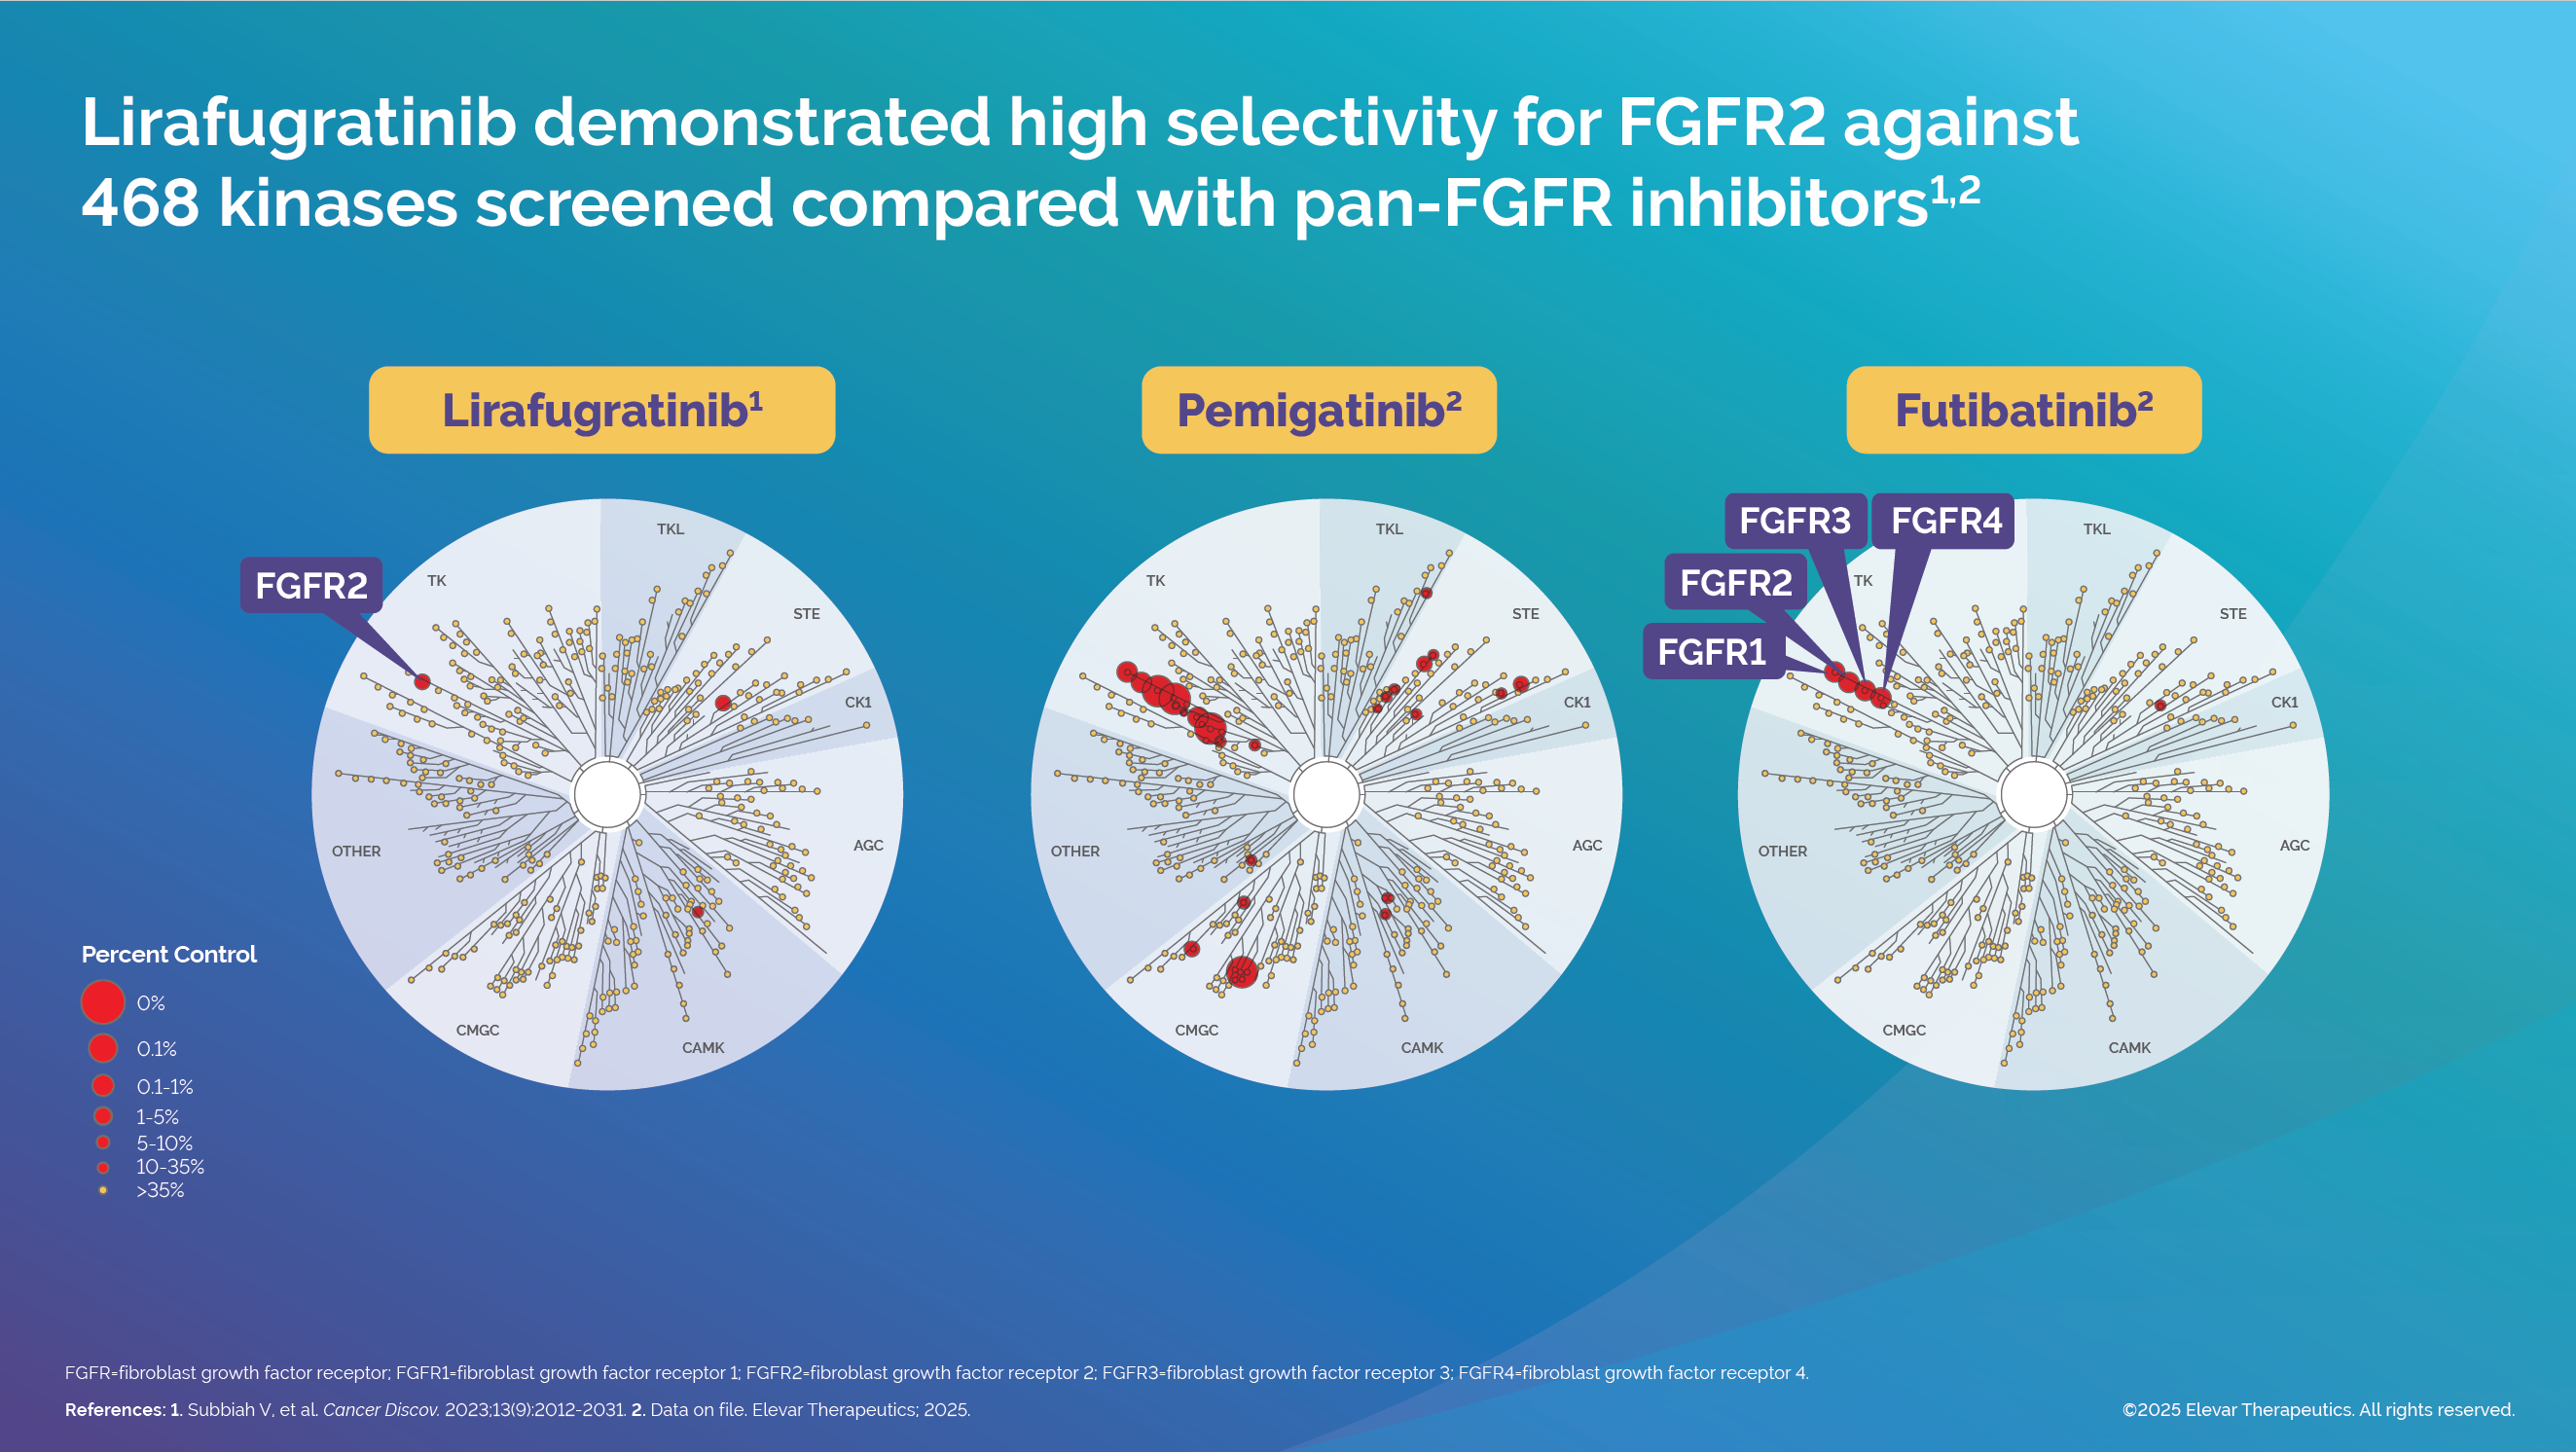 Lirafugratinib demonstrated high selectivity for FGFR2 against
468 kinases screened compared with pan-FGFR inhibitors1,2
Lirafugratinib1
FGFR2
TK
TKL
STE
CK1
AGC
CAMK
CMGC
OTHER
Pemigatinib2
TK
TKL
STE
CK1
AGC
CAMK
CMGC
OTHER
Futibatinib2
FGFR3
FGFR4
FGFR2
FGFR1
TK
TKL
STE
CK1
AGC
CAMK
CMGC
OTHER
Percent Control
0%
0.1%
0.1-1%
1-5%
5-10%
10-35%
>35%
FGFR=fibroblast growth factor receptor; FGFR1=fibroblast growth factor receptor 1; FGFR2=fibroblast growth factor receptor 2; FGFR3=fibroblast growth factor receptor 3; FGFR4=fibroblast growth factor receptor 4.
References: 1. Subbiah V, et al. Cancer Discov. 2023;13(9):2012-2031. 2. Data on file. Elevar Therapeutics; 2025.
©2025 Elevar Therapeutics. All rights reserved.